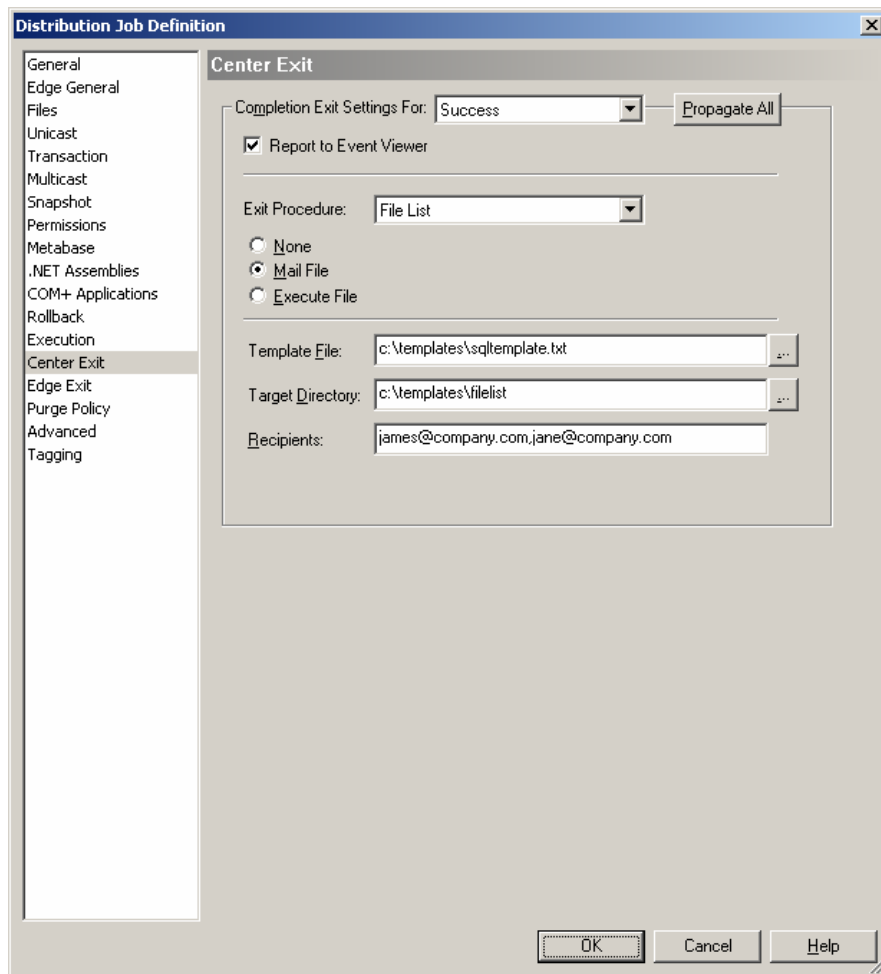 Distribution Job Definition
General
Edge General
Files
Unicast
Transaction
Multicast
Snapshot
Permissions
Metabase
.NET Assemblies
COM+ Applications
Rollback
Execution
Center Exit
Edge Exit
Purge Policy
Advanced
Tagging
Center Exit
Completion Exit Settings For: Success Propagate All
Report to Event Viewer
Exit Procedure: File List
None
Mail File
Execute File
Template File: c:\templates\sqltemplate.txt ...
Target Directory: c:\templates\filelist ...
Recipients: james@company.com,jane@company.com
OK Cancel Help